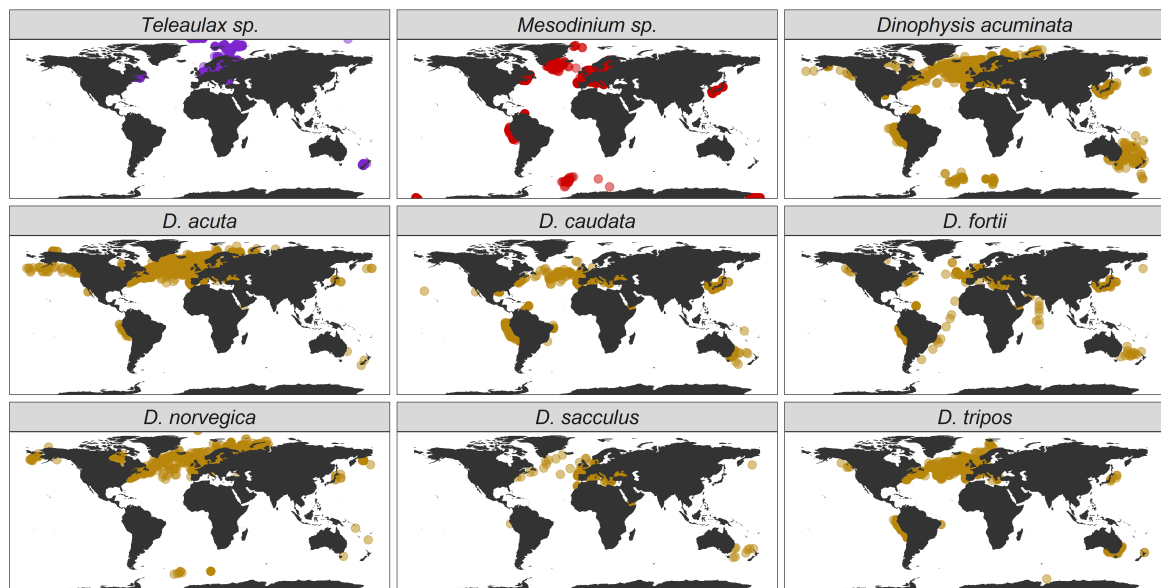 Teleaulax sp.
Mesodinium sp.
Dinophysis acuminata
D. acuta
D. caudata
D. fortii
D. norvegica
D. sacculus
D. tripos